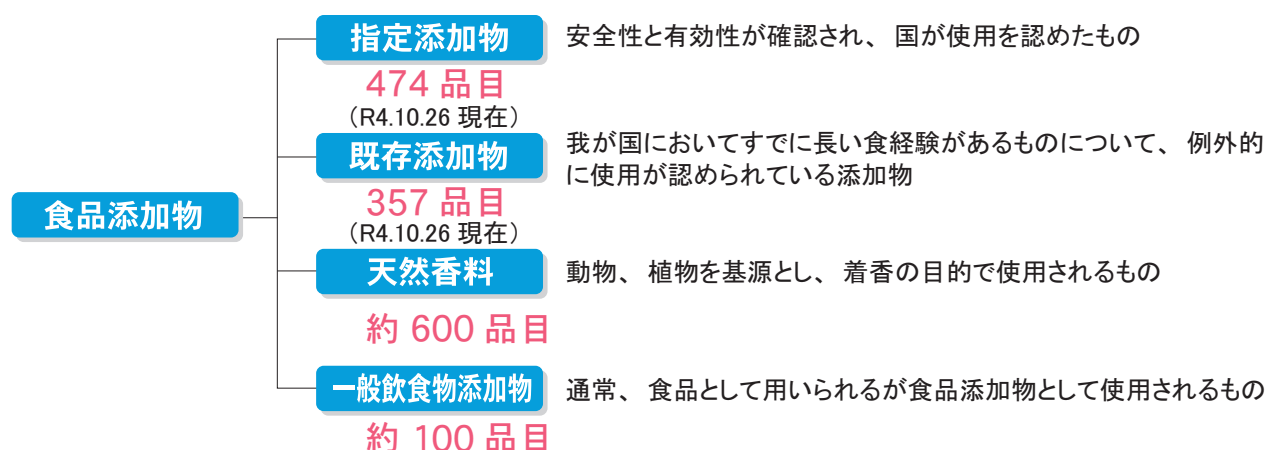 食品添加物
指定添加物
474 品目
（R4.10.26 現在）
安全性と有効性が確認され、 国が使用を認めたもの
既存添加物
357 品目
（R4.10.26 現在）
我が国においてすでに長い食経験があるものについて、 例外的
に使用が認められている添加物
天然香料
約 600 品目
動物、 植物を基源とし、 着香の目的で使用されるもの
一般飲食物添加物
約 100 品目
通常、 食品として用いられるが食品添加物として使用されるもの